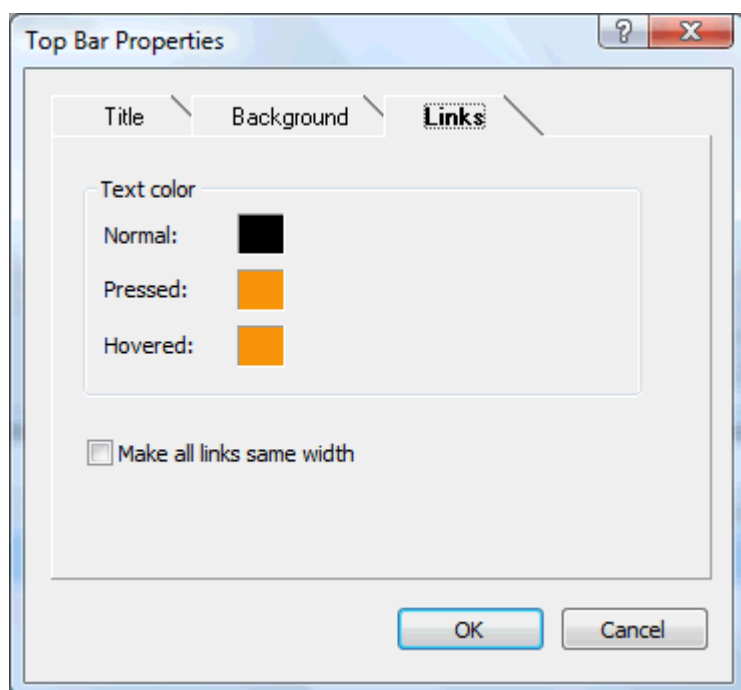 Top Bar Properties
Title Background Links
Text color
Normal:
Pressed:
Hovered:
Make all links same width
OK Cancel